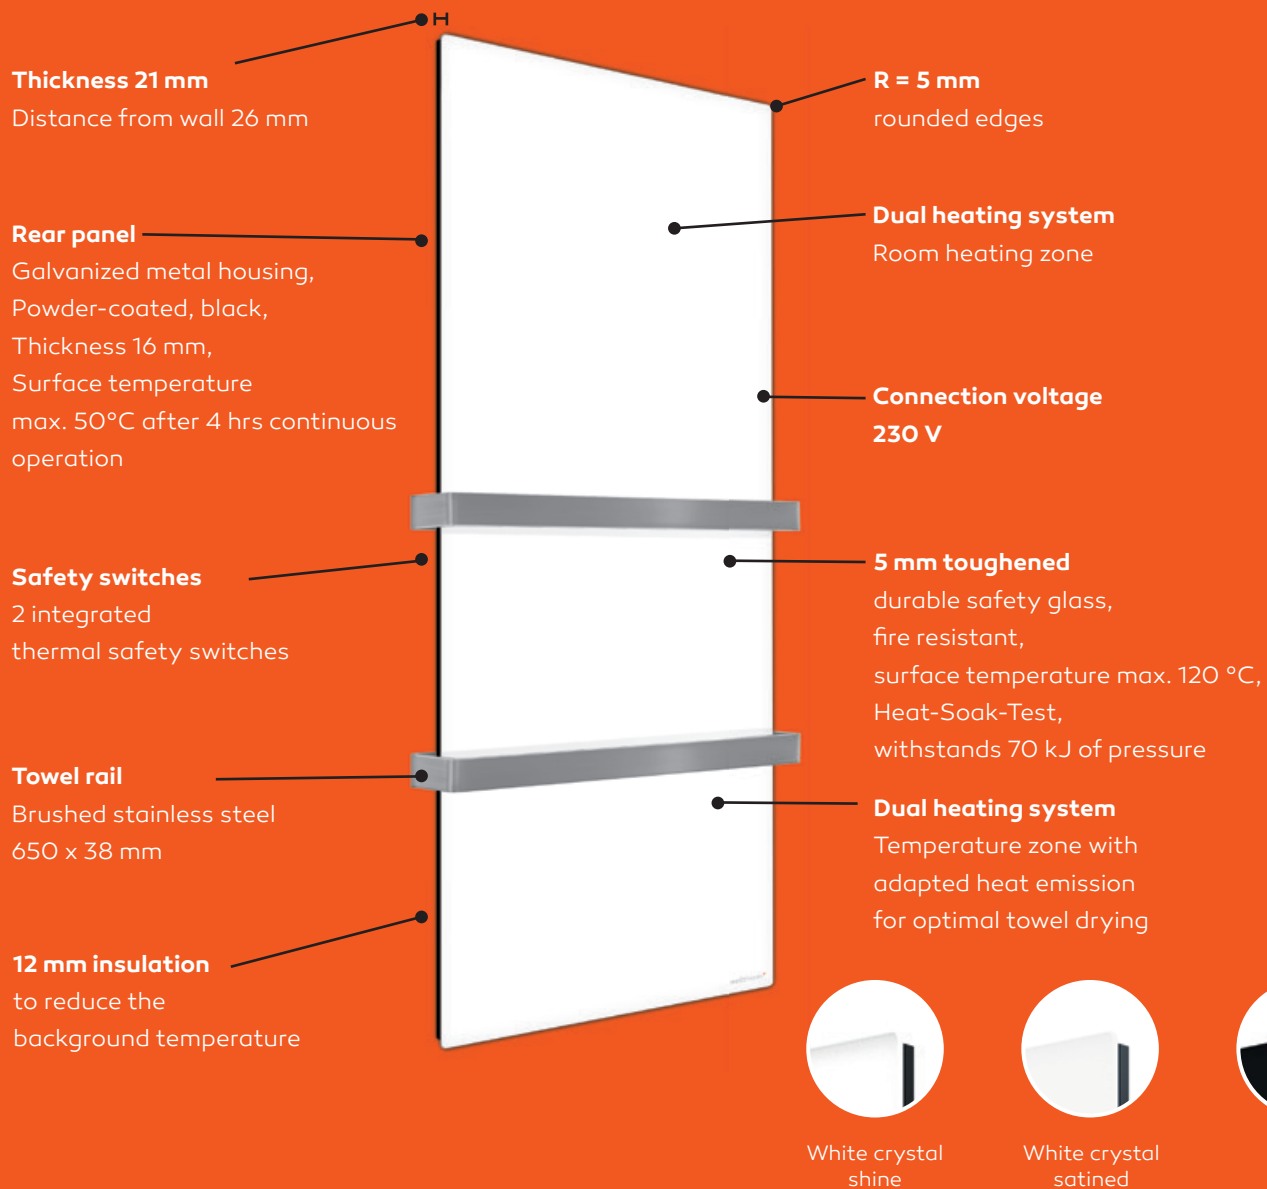 Thickness 21 mm
Distance from wall 26 mm
Rear panel
Galvanized metal housing,
Powder-coated, black,
Thickness 16 mm,
Surface temperature
max. 50°C after 4 hrs continuous
operation
Safety switches
2 integrated
thermal safety switches
Towel rail
Brushed stainless steel
650 x 38 mm
12 mm insulation
to reduce the
background temperature
R = 5 mm
rounded edges
Dual heating system
Room heating zone
Connection voltage
230 V
5 mm toughened
durable safety glass,
fire resistant,
surface temperature max. 120 °C,
Heat-Soak-Test,
withstands 70 kJ of pressure
Dual heating system
Temperature zone with
adapted heat emission
for optimal towel drying
White crystal
shine
White crystal
satined